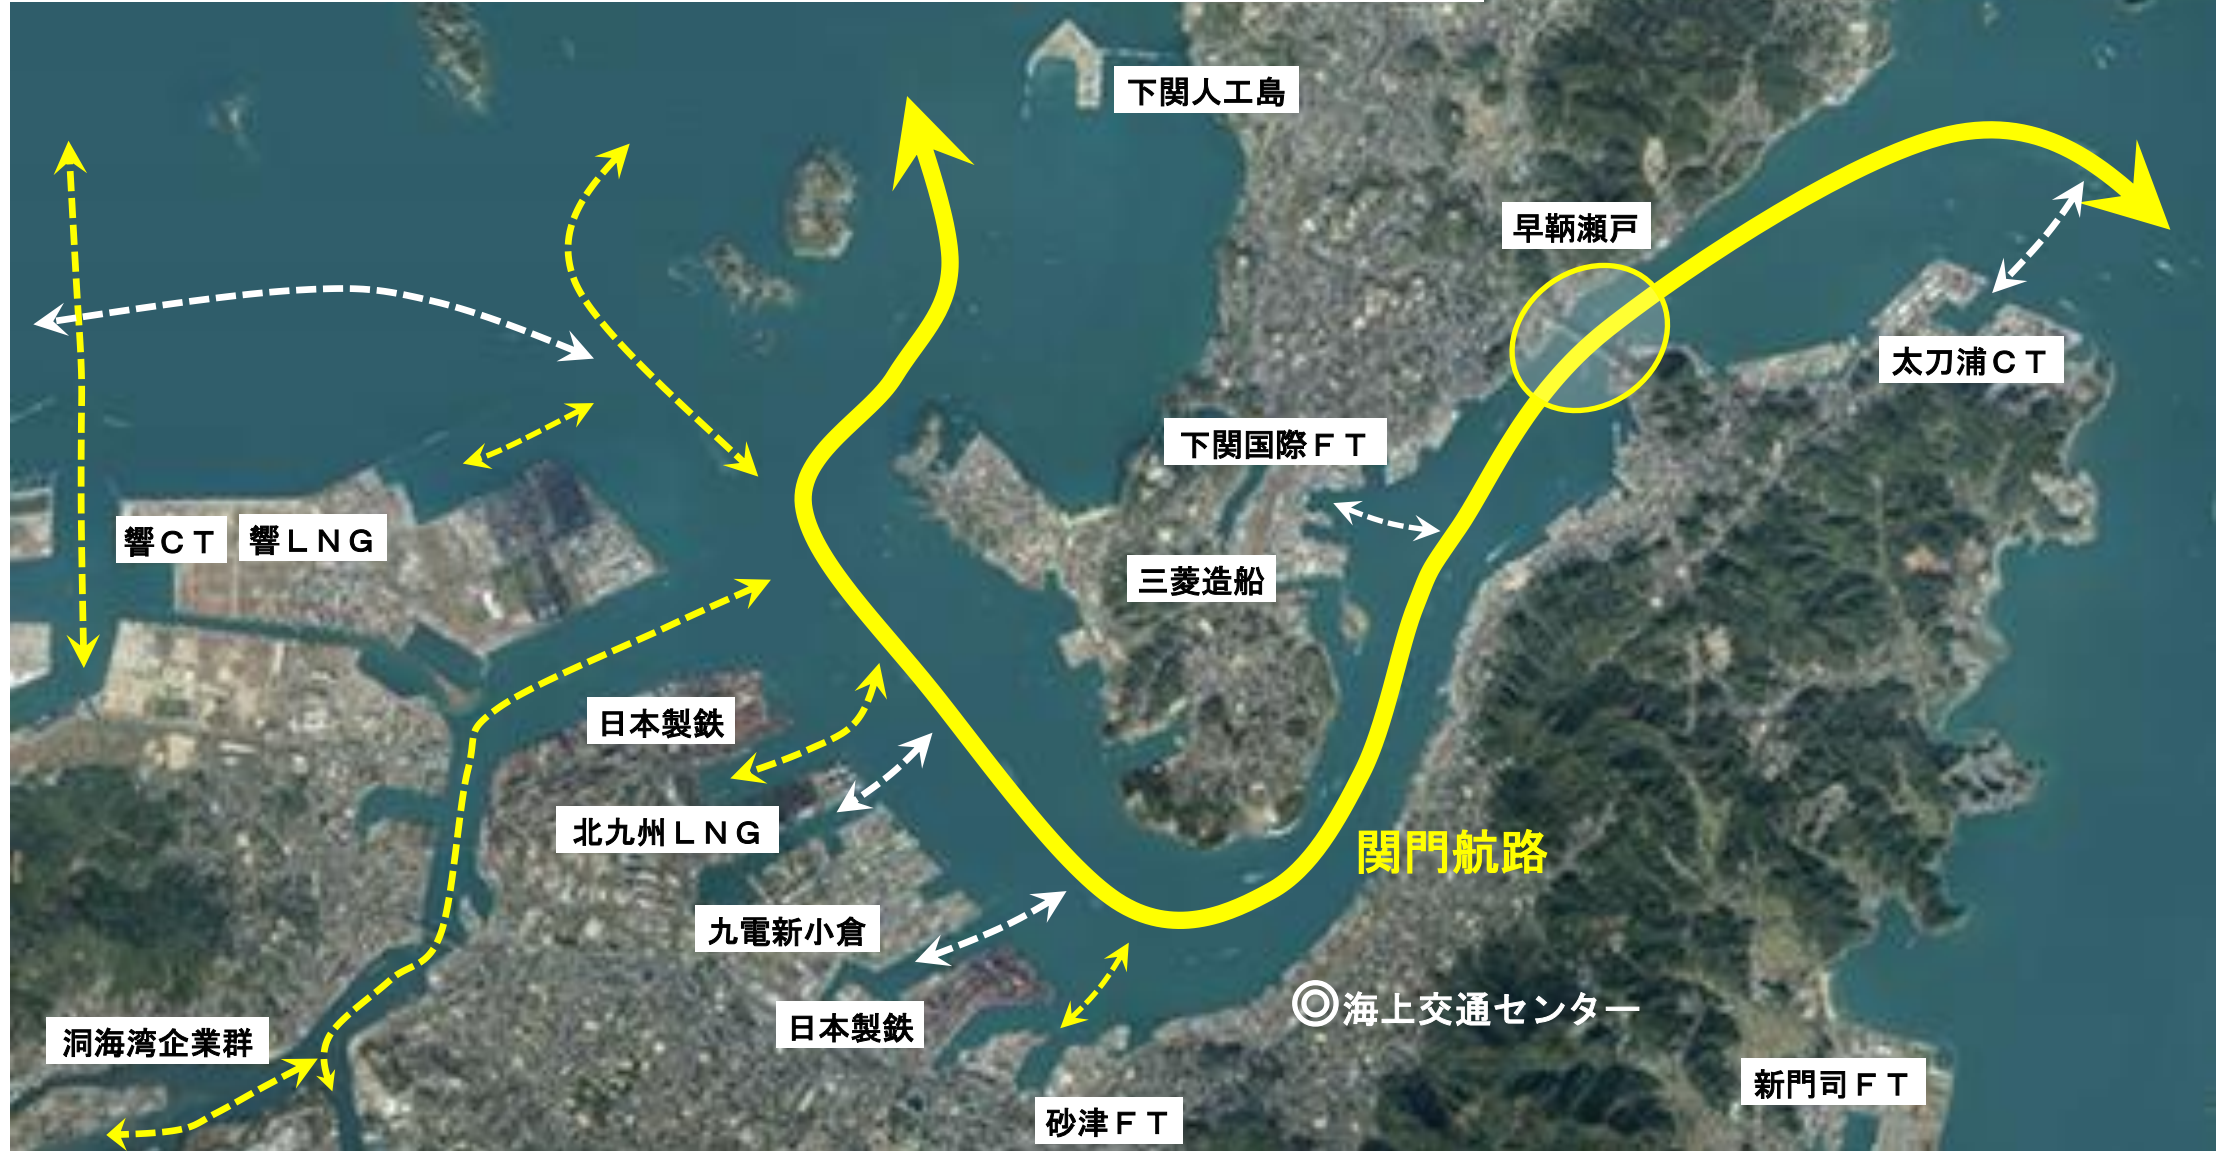 下関人工島
早鞆瀬戸
太刀浦ＣＴ
下関国際ＦＴ
響ＣＴ
響ＬＮＧ
三菱造船
日本製鉄
北九州ＬＮＧ
関門航路
九電新小倉
海上交通センター
日本製鉄
洞海湾企業群
新門司ＦＴ
砂津ＦＴ